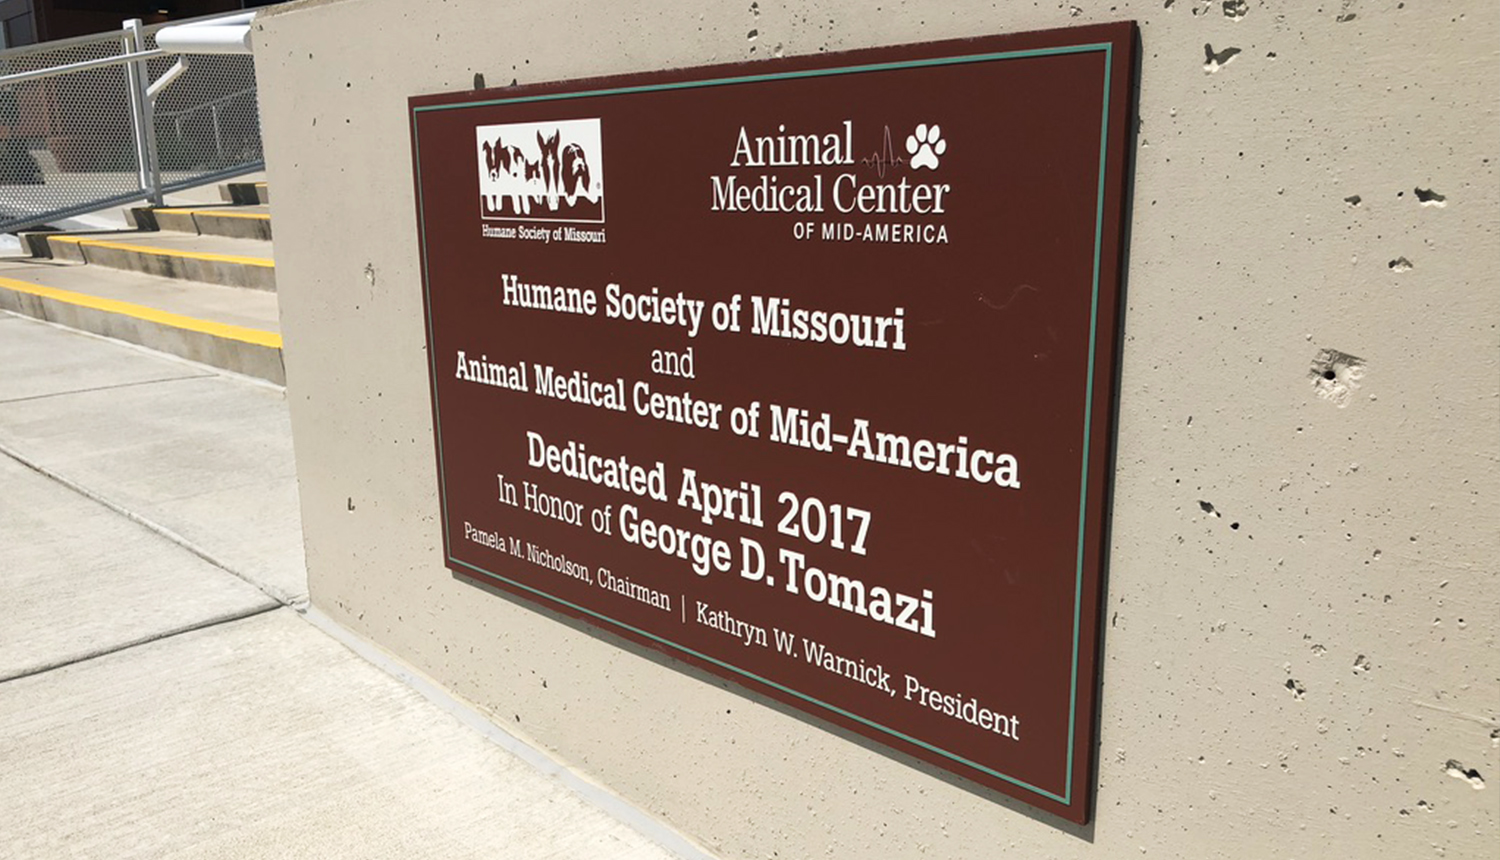 Humane Society of Missouri
Animal
Medical Center
OF MID-AMERICA
Humane Society of Missouri
and
Animal Medical Center of Mid-America
Dedicated April 2017
In Honor of George D. Tomazi
Pamela M. Nicholson, Chairman | Kathryn W. Warnick, President